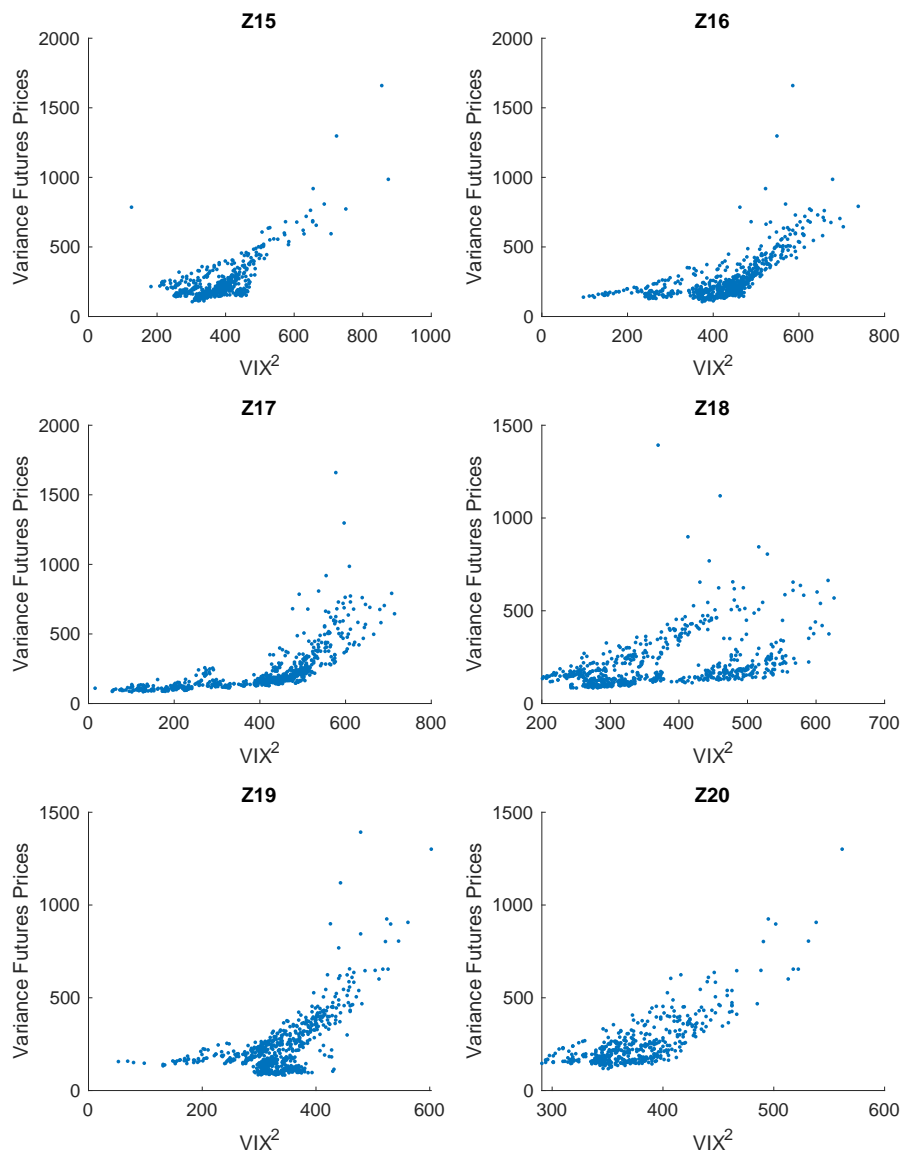 Z15
Variance Futures Prices
2000
1500
1000
500
0
0 200 400 600 800 1000
VIX²
Z16
Variance Futures Prices
2000
1500
1000
500
0
0 200 400 600 800
VIX²
Z17
Variance Futures Prices
2000
1500
1000
500
0
0 200 400 600 800
VIX²
Z18
Variance Futures Prices
1500
1000
500
0
200 300 400 500 600 700
VIX²
Z19
Variance Futures Prices
1500
1000
500
0
0 200 400 600
VIX²
Z20
Variance Futures Prices
1500
1000
500
0
300 400 500 600
VIX²